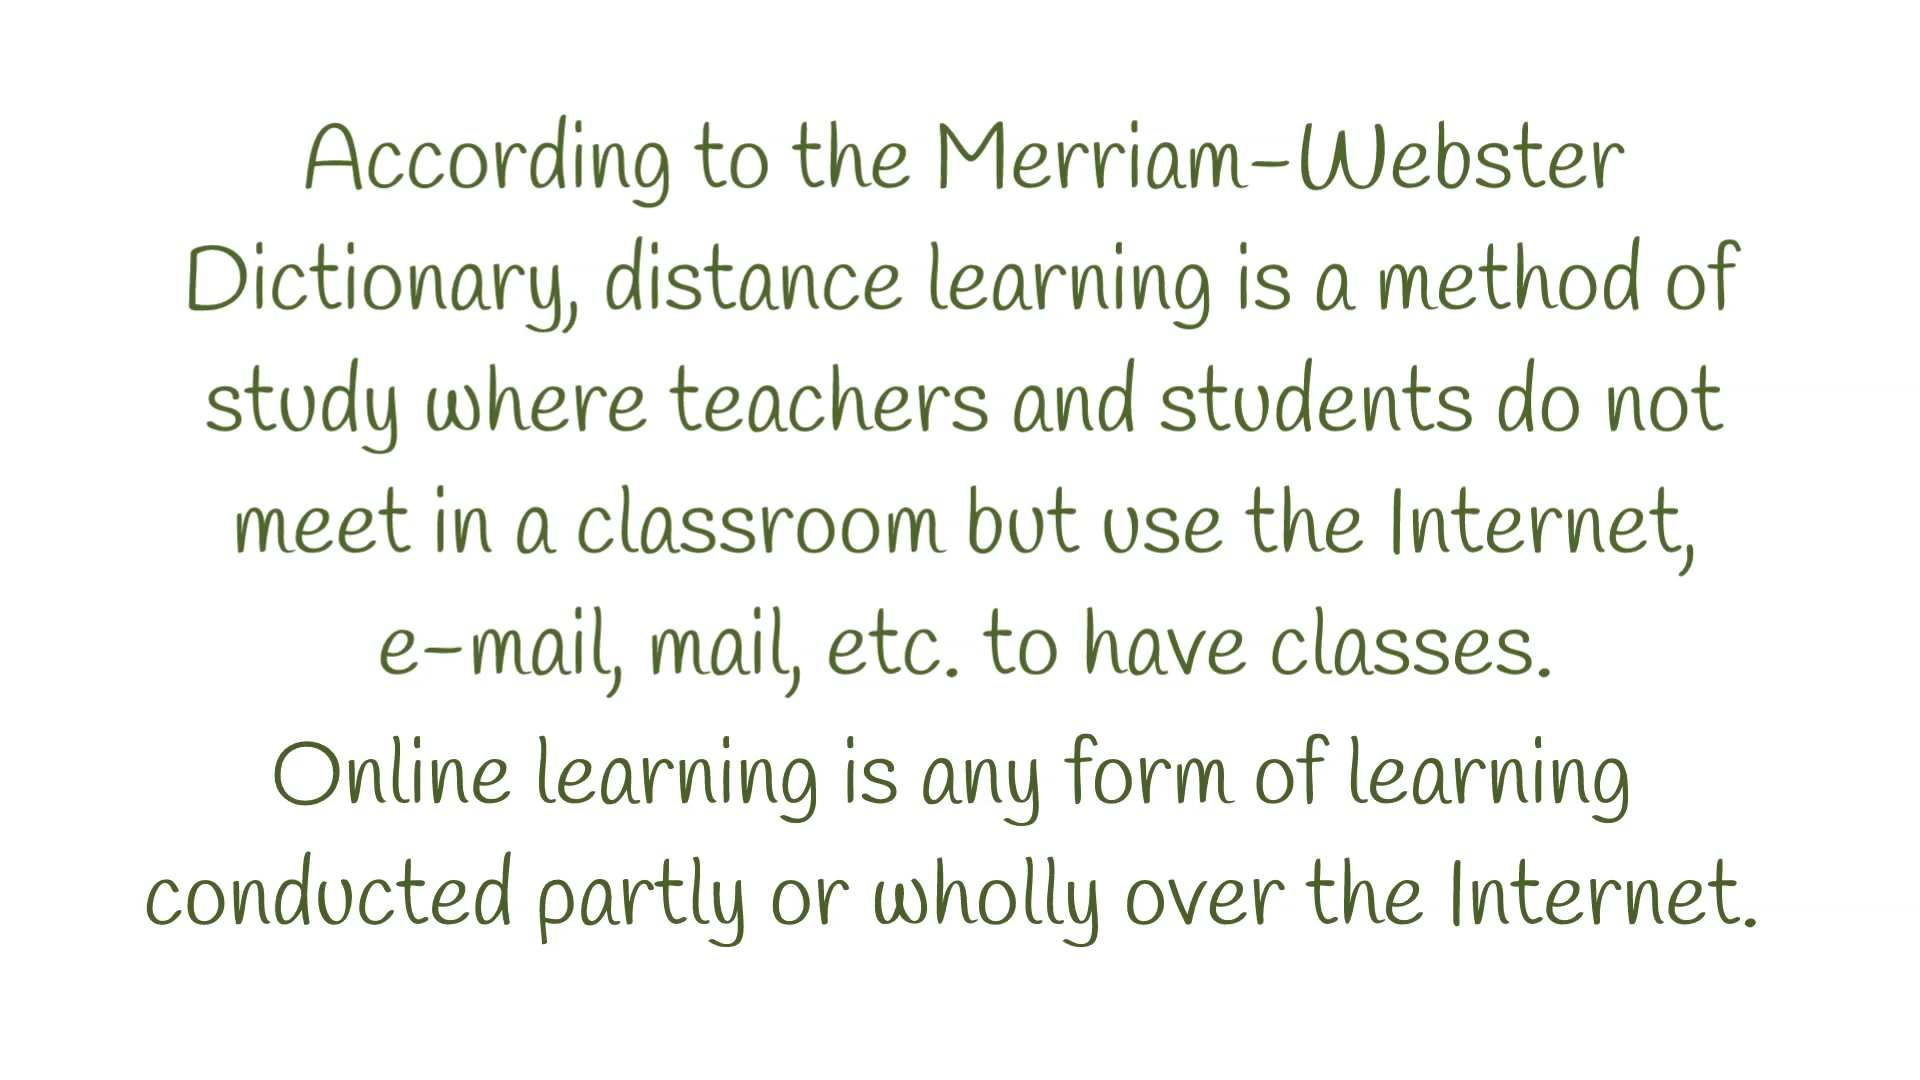 According to the Merriam-Webster
Dictionary, distance learning is a method of
study where teachers and students do not
meet in a classroom but use the Internet,
e-mail, mail, etc. to have classes.
Online learning is any form of learning
conducted partly or wholly over the Internet.